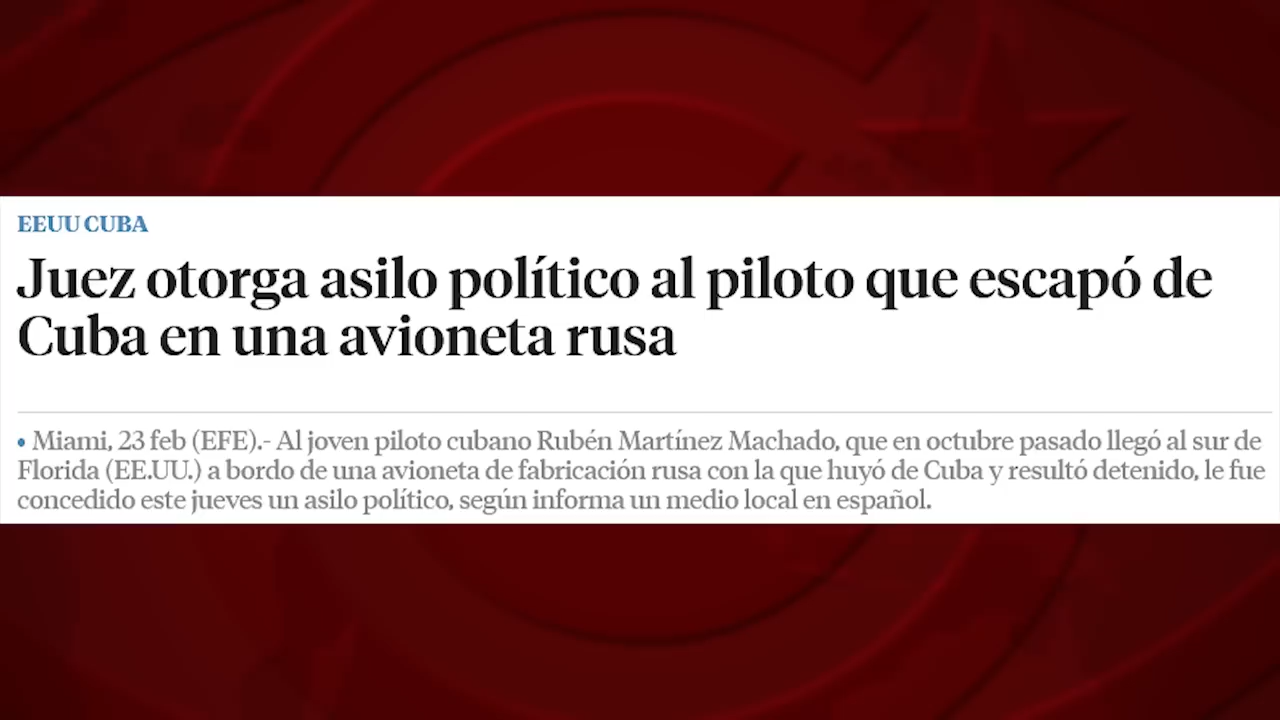 EEUU CUBA
Juez otorga asilo político al piloto que escapó de
Cuba en una avioneta rusa
• Miami, 23 feb (EFE).- Al joven piloto cubano Rubén Martínez Machado, que en octubre pasado llegó al sur de
Florida (EE.UU.) a bordo de una avioneta de fabricación rusa con la que huyó de Cuba y resultó detenido, le fue
concedido este jueves un asilo político, según informa un medio local en español.